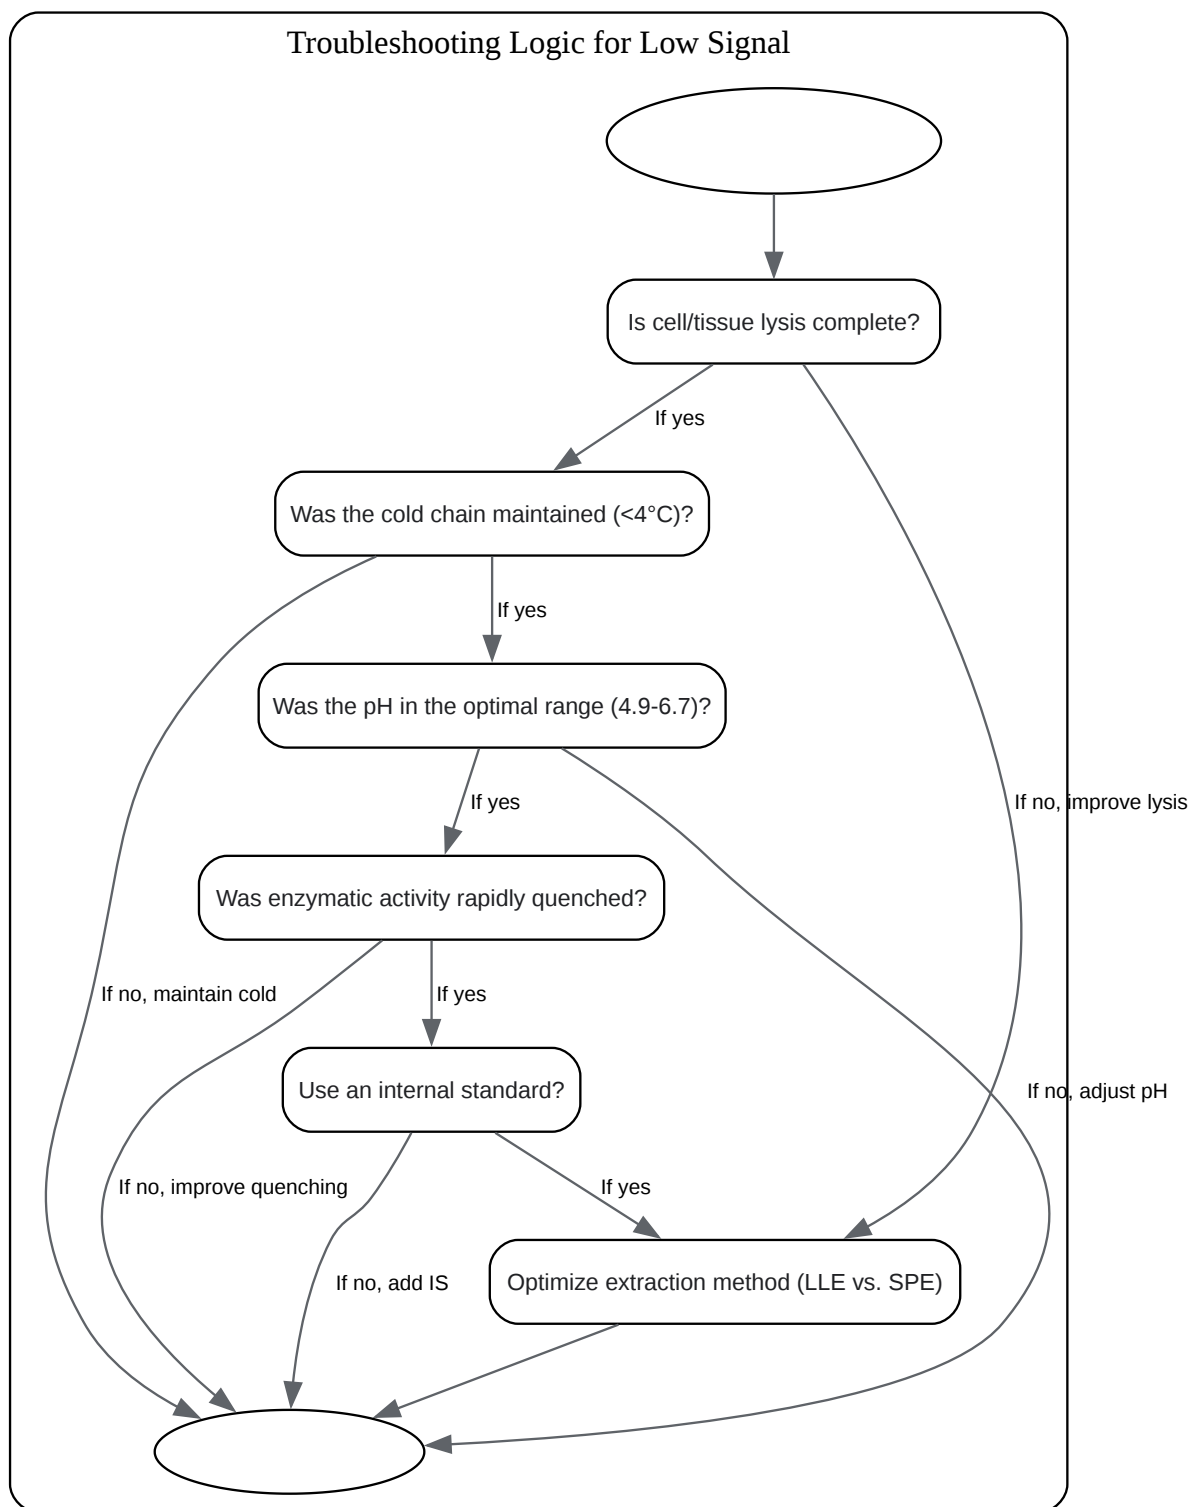 Troubleshooting Logic for Low Signal
Is cell/tissue lysis complete?
If yes
Was the cold chain maintained (<4°C)?
If yes
Was the pH in the optimal range (4.9-6.7)?
If yes
If no, improve lysis
Was enzymatic activity rapidly quenched?
If no, maintain cold
If yes
Use an internal standard?
If no, adjust pH
If no, improve quenching
If yes
If no, add IS
Optimize extraction method (LLE vs. SPE)